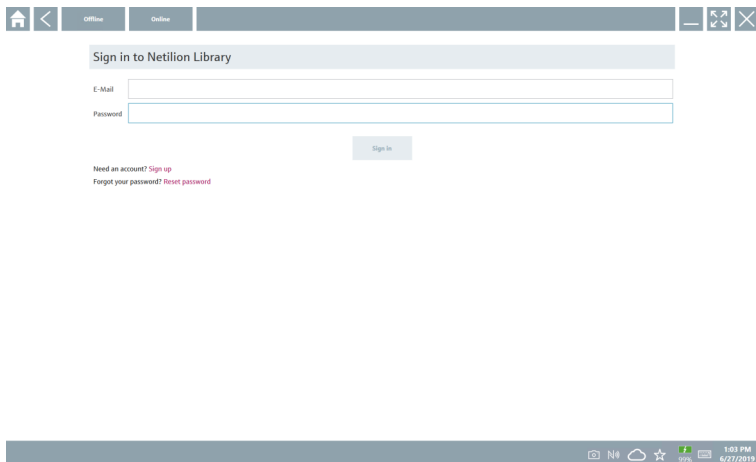 Offline Online
Sign in to Netilion Library
E-Mail
Password
Sign in
Need an account? Sign up
Forgot your password? Reset password
99%
1:03 PM
6/27/2019